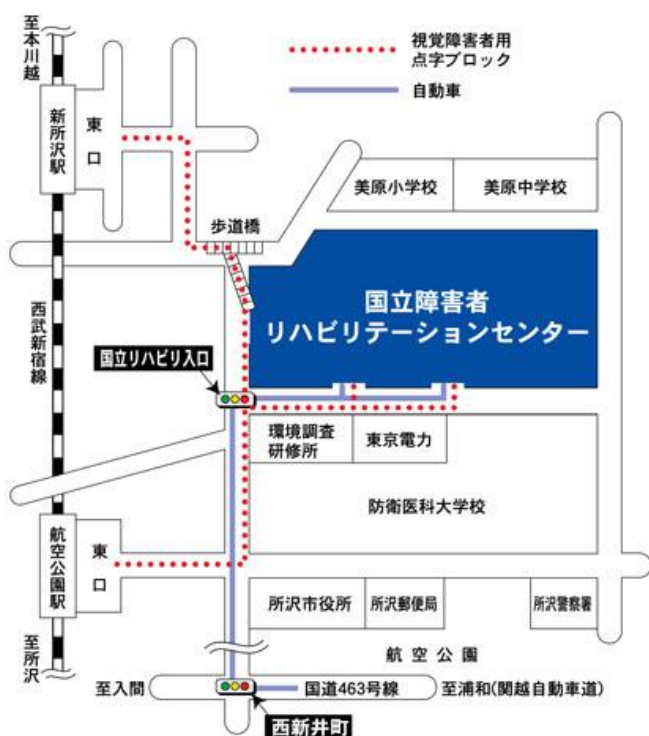 至本川越
視覚障害者用
点字ブロック
自動車
新所沢駅
東口
美原小学校
美原中学校
歩道橋
国立障害者
リハビリテーションセンター
西武新宿線
国立リハビリ入口
環境調査
研修所
東京電力
防衛医科大学校
航空公園駅
東口
所沢市役所
所沢郵便局
所沢警察署
至所沢
航空公園
至入間
国道463号線
至浦和(関越自動車道)
西新井町